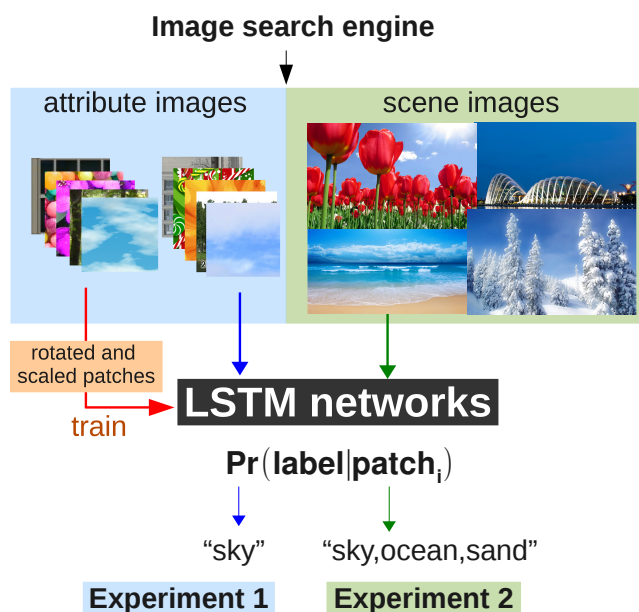 Image search engine
attribute images
scene images
rotated and
scaled patches
LSTM networks
train
Pr(label|patchᵢ)
“sky”
“sky,ocean,sand”
Experiment 1
Experiment 2